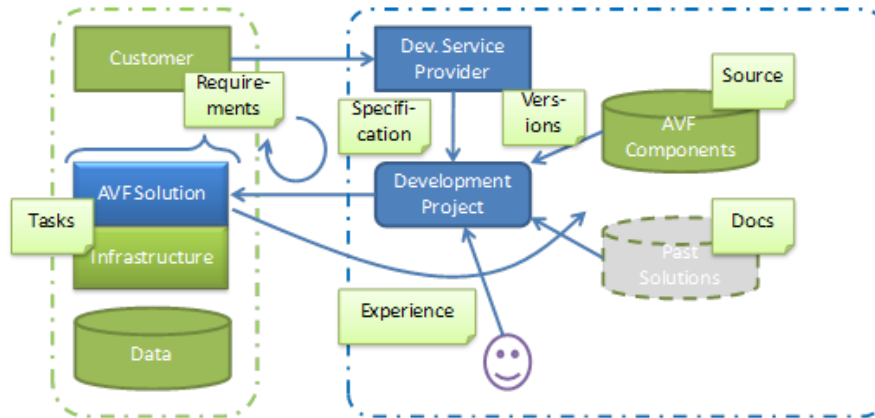 Customer
Dev. Service
Provider
Source
Require-
ments
Specifi-
cation
Vers-
ions
AVF
Components
AVF Solution
Development
Project
Tasks
Docs
Infrastructure
Past
Solutions
Experience
Data